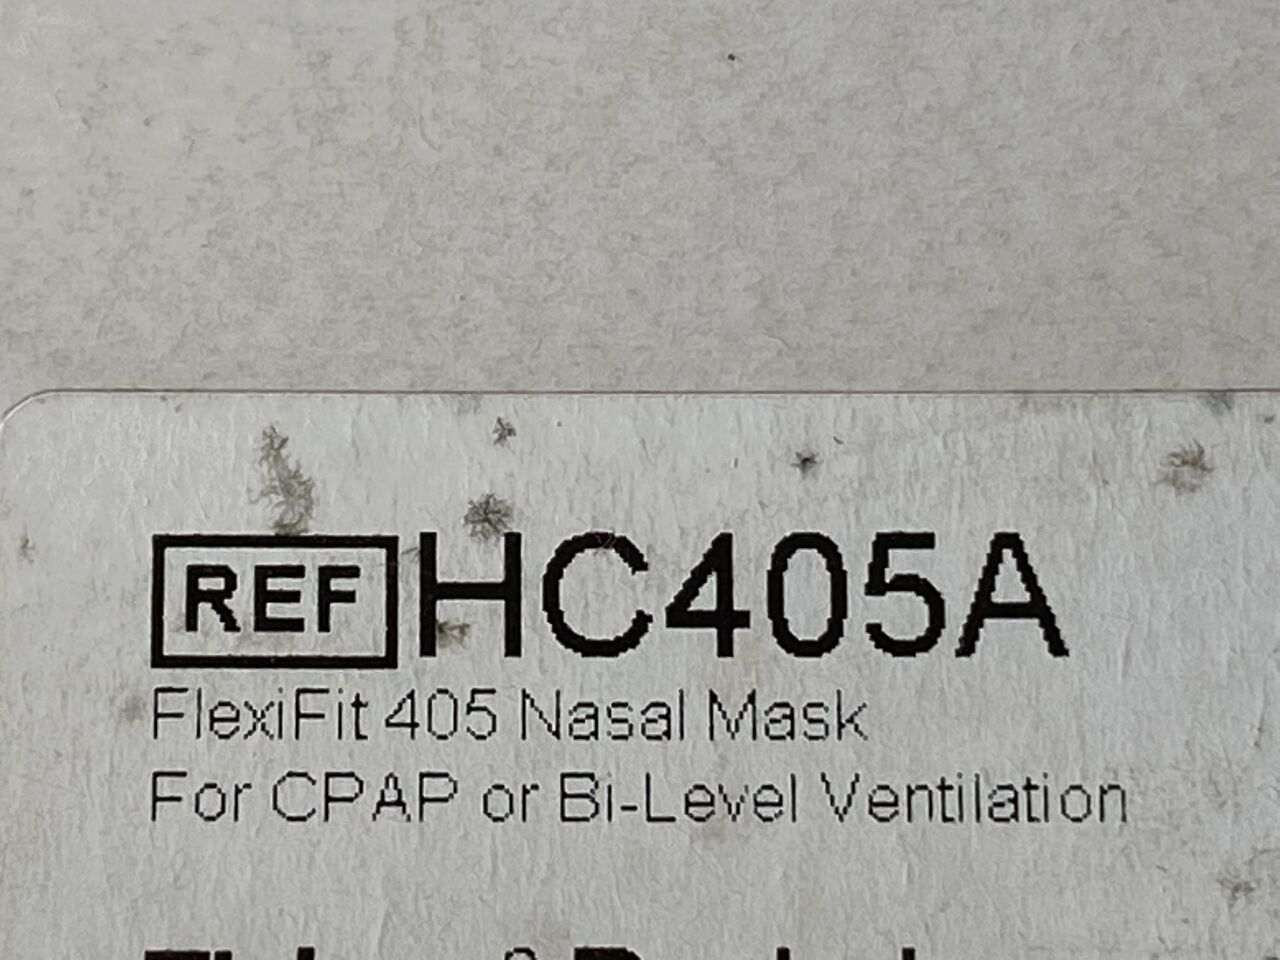 REF HC405A
FlexiFit 405 Nasal Mask
For CPAP or Bi-Level Ventilation